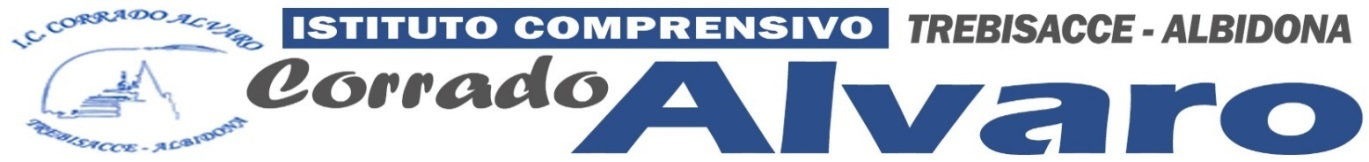 I.C. CORRADO ALVARO
TREBISACCE - ALBIDONA
ISTITUTO COMPRENSIVO TREBISACCE - ALBIDONA
Corrado Alvaro